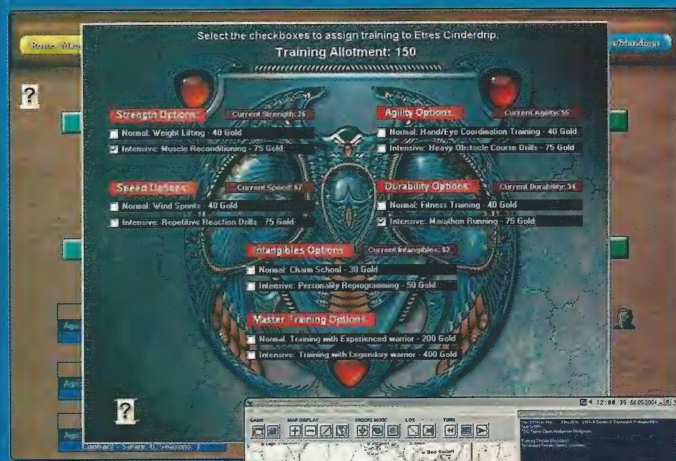 Select the checkboxes to assign training to Etres Cinderdrip.
Training Allotment: 150
?
Strength Options:
Current Strength: 26
Normal: Weight Lifting - 40 Gold
Intensive: Muscle Reconditioning - 75 Gold
Agility Options:
Current Agility: 55
Normal: Hand/Eye Coordination Training - 40 Gold
Intensive: Heavy Obstacle Course Drills - 75 Gold
Speed Options:
Current Speed: 67
Normal: Wind Sprints - 40 Gold
Intensive: Repetitive Reaction Drills - 75 Gold
Durability Options:
Current Durability: 34
Normal: Fitness Training - 40 Gold
Intensive: Marathon Running - 75 Gold
Intangibles Options
Current Intangibles: 62
Normal: Charm School - 30 Gold
Intensive: Personality Reprogramming - 50 Gold
Master Training Options:
Normal: Training with Experienced warrior - 200 Gold
Intensive: Training with Legendary warrior - 400 Gold
?
GAME
MAP DISPLAY
ORDERS MODE
LOS
TURN